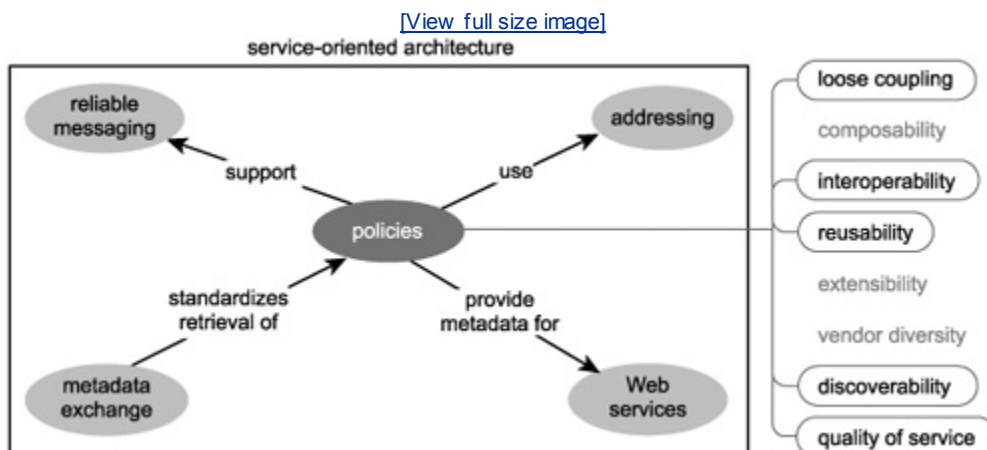 [View full size image]
service-oriented architecture
reliable
messaging
addressing
support
use
policies
standardizes
retrieval of
provide
metadata for
metadata
exchange
Web
services
loose coupling
composability
interoperability
reusability
extensibility
vendor diversity
discoverability
quality of service